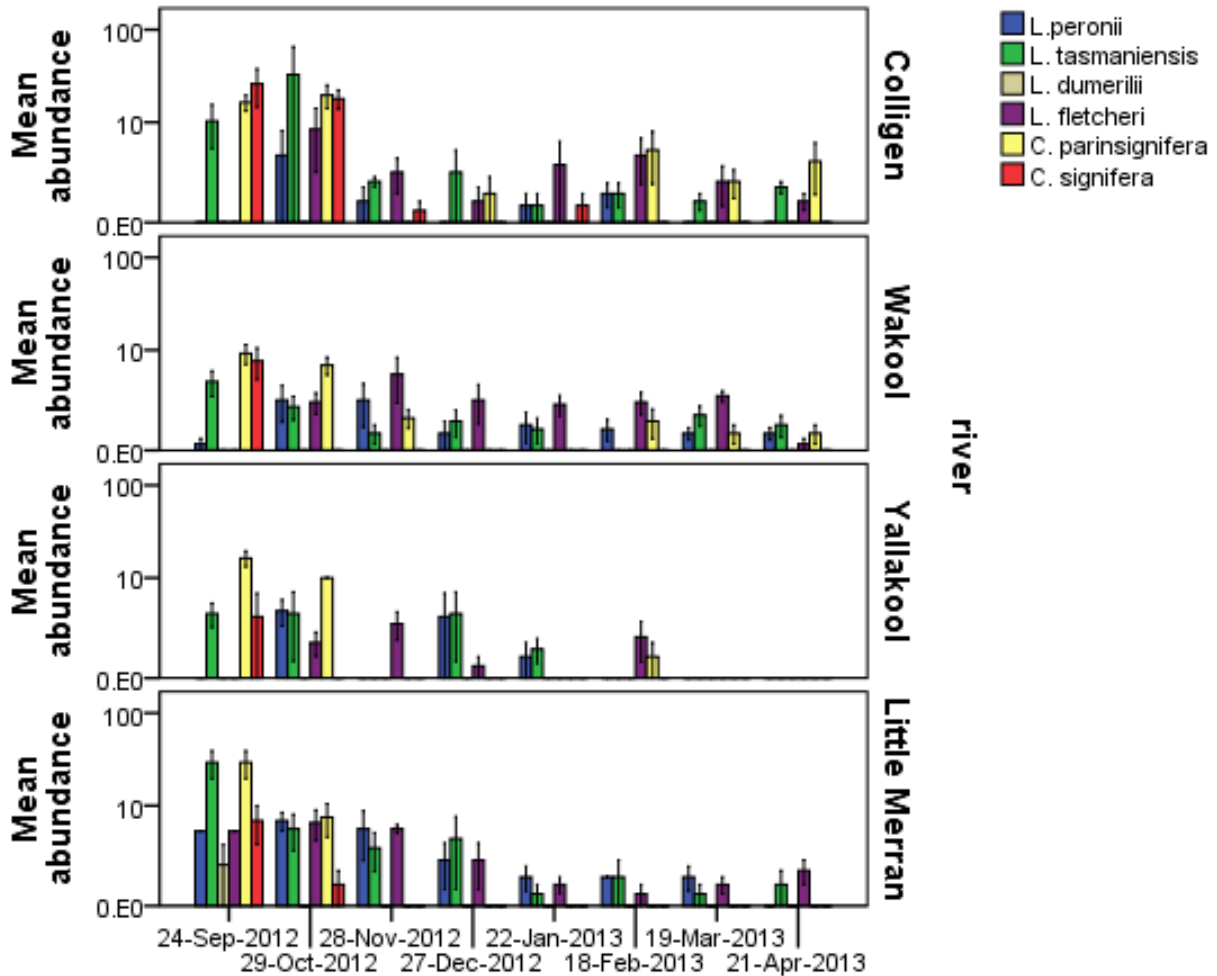 Mean
abundance
100
10
0.E0
Colligen
Mean
abundance
100
10
0.E0
Wakool
Mean
abundance
100
10
0.E0
Yallakool
Mean
abundance
100
10
0.E0
Little Merran
river
24-Sep-2012
29-Oct-2012
28-Nov-2012
27-Dec-2012
22-Jan-2013
18-Feb-2013
19-Mar-2013
21-Apr-2013
L.peronii
L. tasmaniensis
L. dumerilii
L. fletcheri
C. parinsignifera
C. signifera